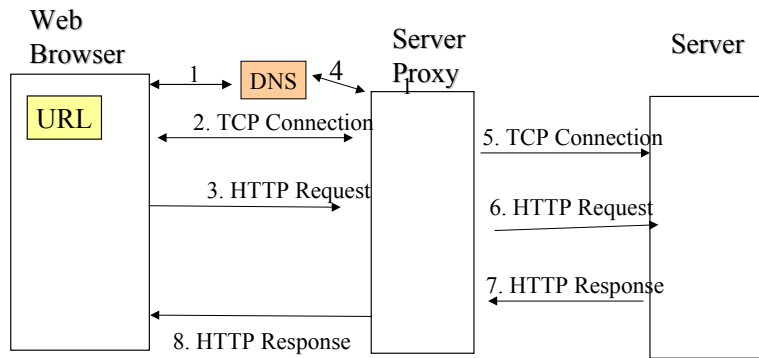 Web
Browser
Server
Proxy
Server
1
DNS
4
1
URL
2. TCP Connection
5. TCP Connection
3. HTTP Request
6. HTTP Request
7. HTTP Response
8. HTTP Response